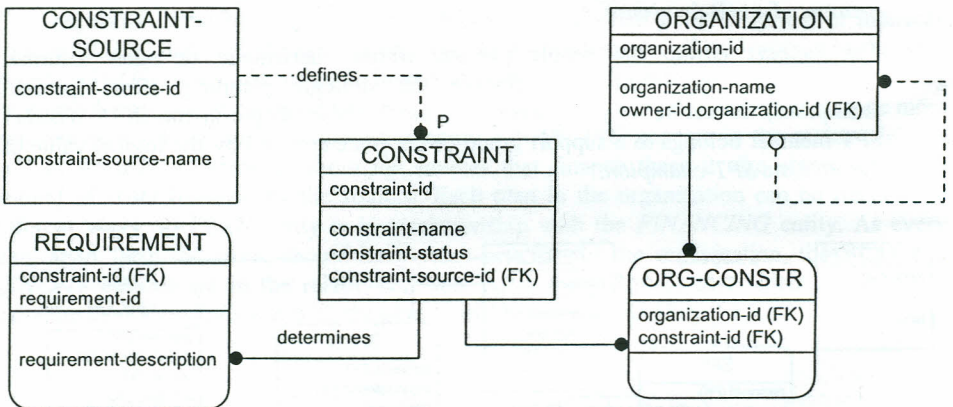 CONSTRAINT-
SOURCE
constraint-source-id
constraint-source-name
defines
P
ORGANIZATION
organization-id
organization-name
owner-id.organization-id (FK)
CONSTRAINT
constraint-id
constraint-name
constraint-status
constraint-source-id (FK)
REQUIREMENT
constraint-id (FK)
requirement-id
requirement-description
determines
ORG-CONSTR
organization-id (FK)
constraint-id (FK)